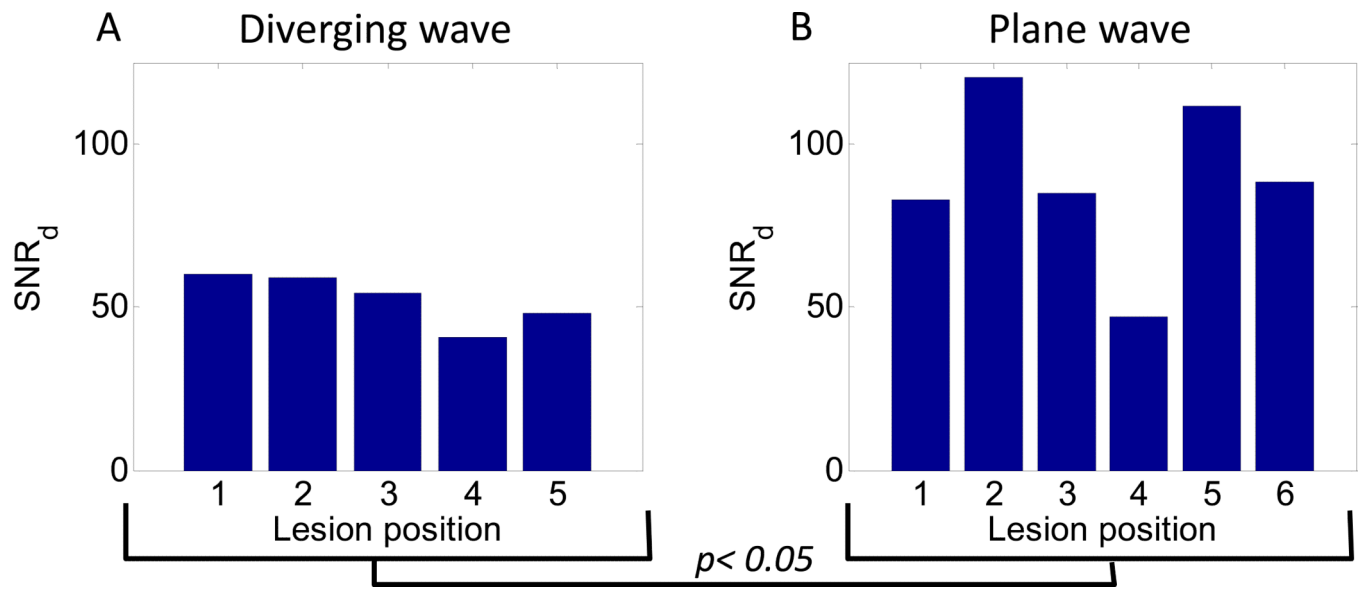 A Diverging wave
SNRd
100
50
0
1 2 3 4 5
Lesion position
B Plane wave
SNRd
100
50
0
1 2 3 4 5 6
Lesion position
p< 0.05